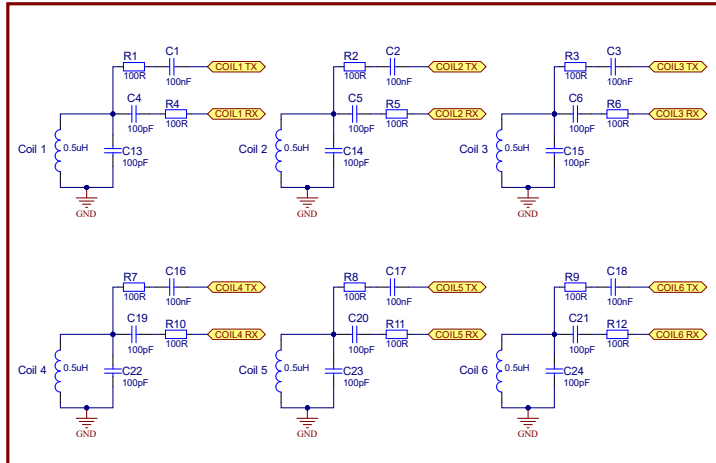 R1 C1 R2 C2 R3 C3
COIL1 TX COIL2 TX COIL3 TX
100R 100nF 100R 100nF 100R 100nF
C4 R4 C5 R5 C6 R6
COIL1 RX COIL2 RX COIL3 RX
100pF 100R 100pF 100R 100pF 100R
Coil 1 0.5uH C13 Coil 2 0.5uH C14 Coil 3 0.5uH C15
100pF 100pF 100pF
GND GND GND
R7 C16 R8 C17 R9 C18
COIL4 TX COIL5 TX COIL6 TX
100R 100nF 100R 100nF 100R 100nF
C19 R10 C20 R11 C21 R12
COIL4 RX COIL5 RX COIL6 RX
100pF 100R 100pF 100R 100pF 100R
Coil 4 0.5uH C22 Coil 5 0.5uH C23 Coil 6 0.5uH C24
100pF 100pF 100pF
GND GND GND